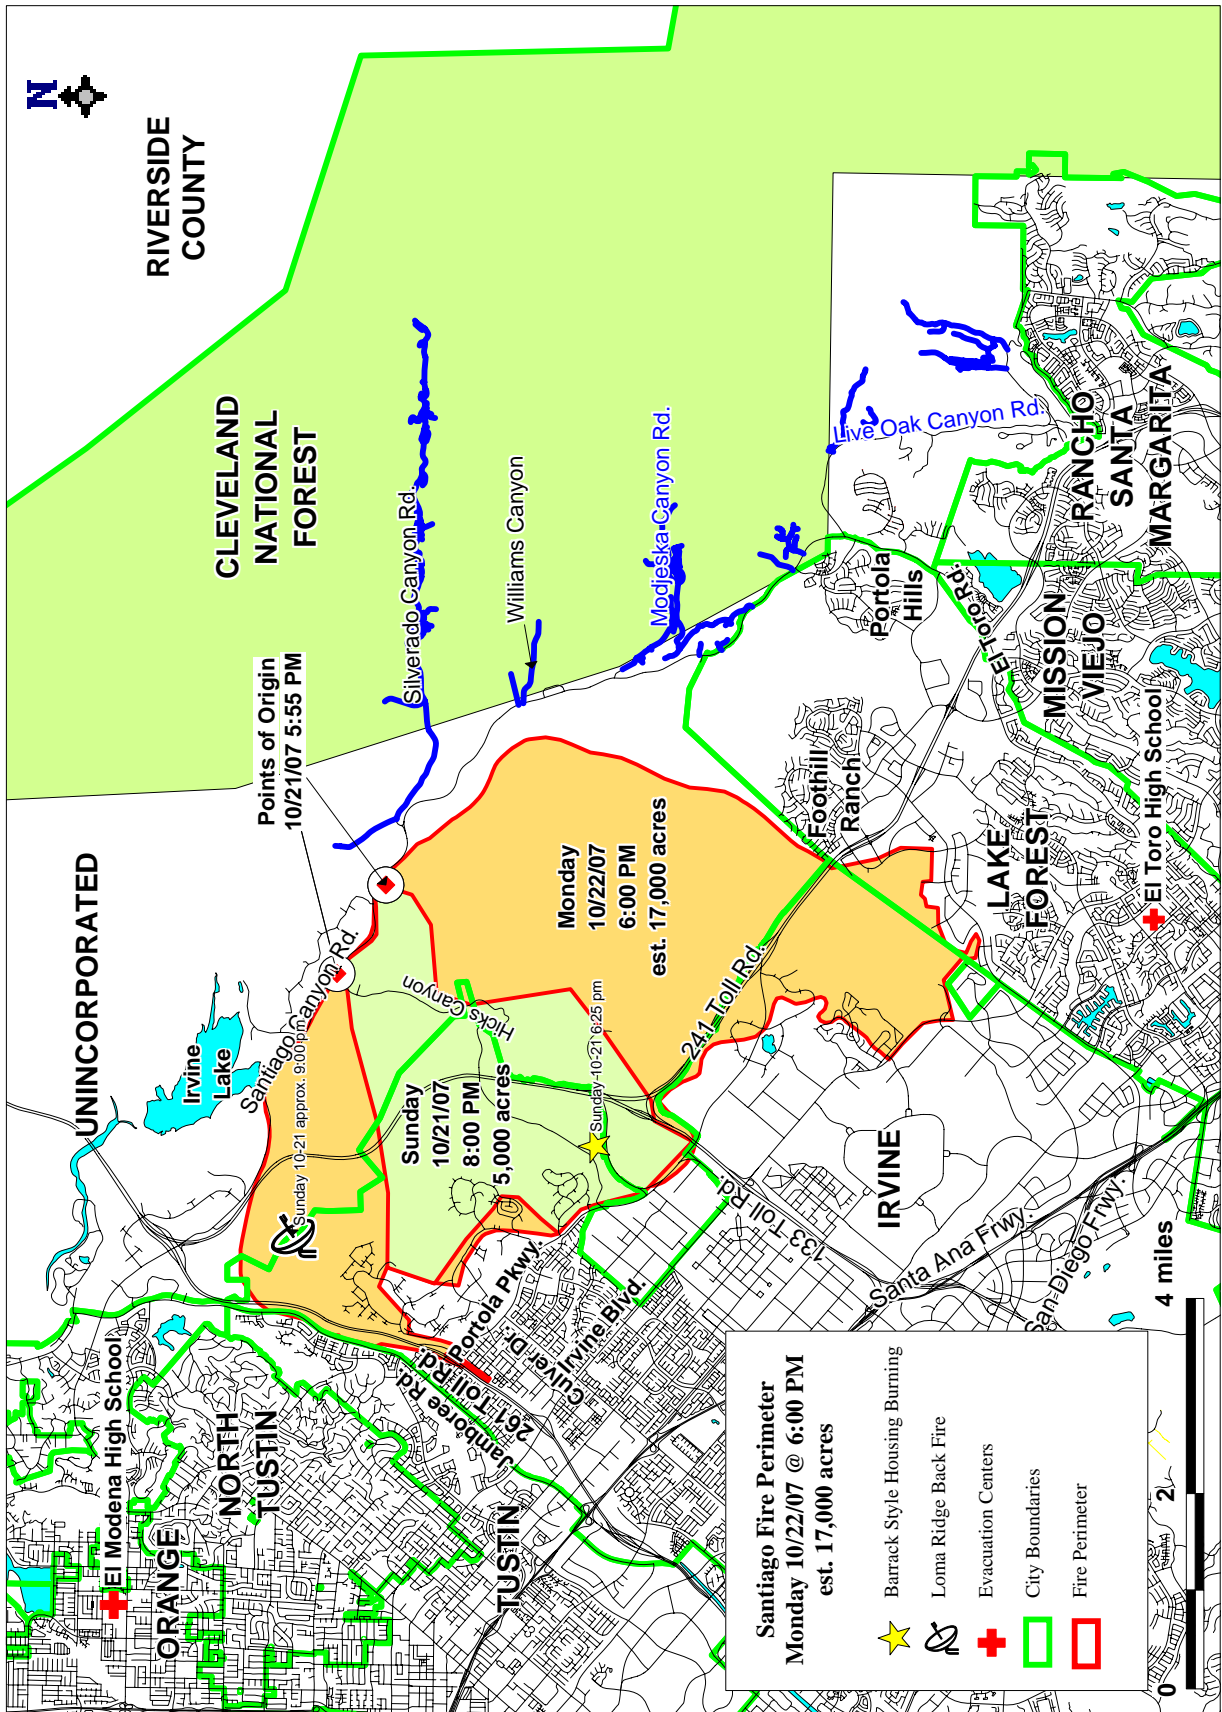 N
RIVERSIDE
COUNTY
CLEVELAND
NATIONAL
FOREST
UNINCORPORATED
Points of Origin
10/21/07 5:55 PM
Silverado Canyon Rd.
Williams Canyon
Modjeska Canyon Rd.
Live Oak Canyon Rd.
Irvine
Lake
Santiago Canyon Rd.
Sunday 10-21 approx. 9:00 pm
Hicks Canyon
Sunday
10/21/07
8:00 PM
5,000 acres
Sunday 10-21 6:25 pm
Monday
10/22/07
6:00 PM
est. 17,000 acres
241 Toll Rd.
Foothill
Ranch
Portola
Hills
El Toro Rd.
RANCHO
SANTA
MARGARITA
MISSION
VIEJO
LAKE
FOREST
El Toro High School
El Modena High School
ORANGE
NORTH
TUSTIN
TUSTIN
Jamboree Rd.
261 Toll Rd.
Portola Pkwy.
Culver Dr.
Irvine Blvd.
133 Toll Rd.
IRVINE
Santa Ana Frwy.
San Diego Frwy.
Santiago Fire Perimeter
Monday 10/22/07 @ 6:00 PM
est. 17,000 acres
Barrack Style Housing Burning
Loma Ridge Back Fire
Evacuation Centers
City Boundaries
Fire Perimeter
0 2 4 miles